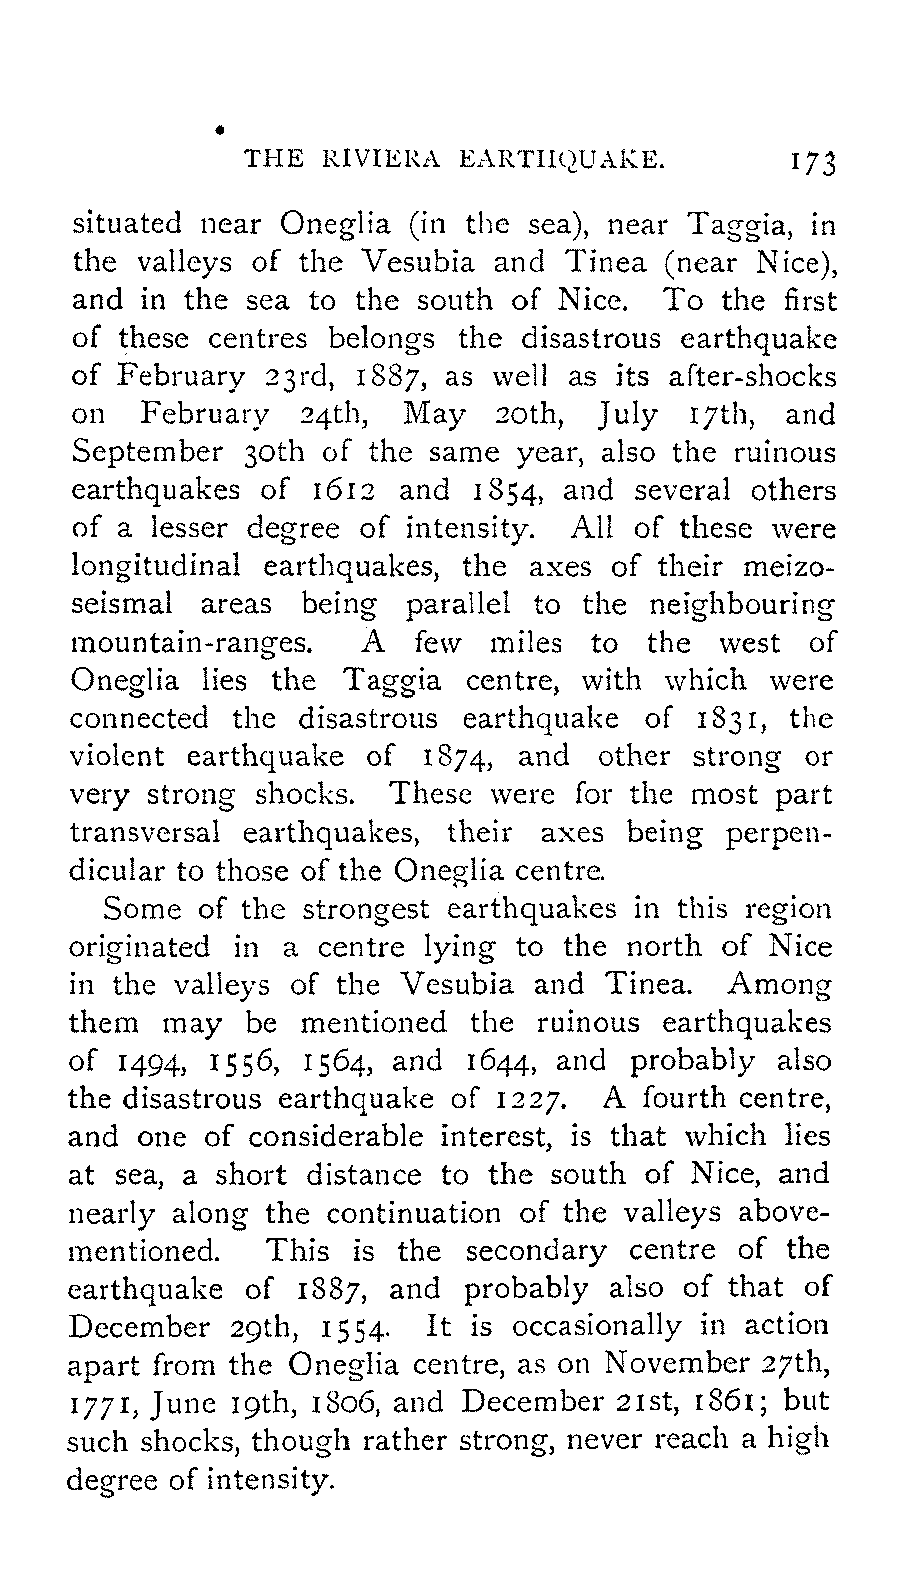 THE RIVIERA EARTHQUAKE. 173
situated near Oneglia (in the sea), near Taggia, in
the valleys of the Vesubia and Tinea (near Nice),
and in the sea to the south of Nice. To the first
of these centres belongs the disastrous earthquake
of February 23rd, 1887, as well as its after-shocks
on February 24th, May 20th, July 17th, and
September 30th of the same year, also the ruinous
earthquakes of 1612 and 1854, and several others
of a lesser degree of intensity. All of these were
longitudinal earthquakes, the axes of their meizo-
seismal areas being parallel to the neighbouring
mountain-ranges. A few miles to the west of
Oneglia lies the Taggia centre, with which were
connected the disastrous earthquake of 1831, the
violent earthquake of 1874, and other strong or
very strong shocks. These were for the most part
transversal earthquakes, their axes being perpen-
dicular to those of the Oneglia centre.
Some of the strongest earthquakes in this region
originated in a centre lying to the north of Nice
in the valleys of the Vesubia and Tinea. Among
them may be mentioned the ruinous earthquakes
of 1494, 1556, 1564, and 1644, and probably also
the disastrous earthquake of 1227. A fourth centre,
and one of considerable interest, is that which lies
at sea, a short distance to the south of Nice, and
nearly along the continuation of the valleys above-
mentioned. This is the secondary centre of the
earthquake of 1887, and probably also of that of
December 29th, 1554. It is occasionally in action
apart from the Oneglia centre, as on November 27th,
1771, June 19th, 1806, and December 21st, 1861; but
such shocks, though rather strong, never reach a high
degree of intensity.